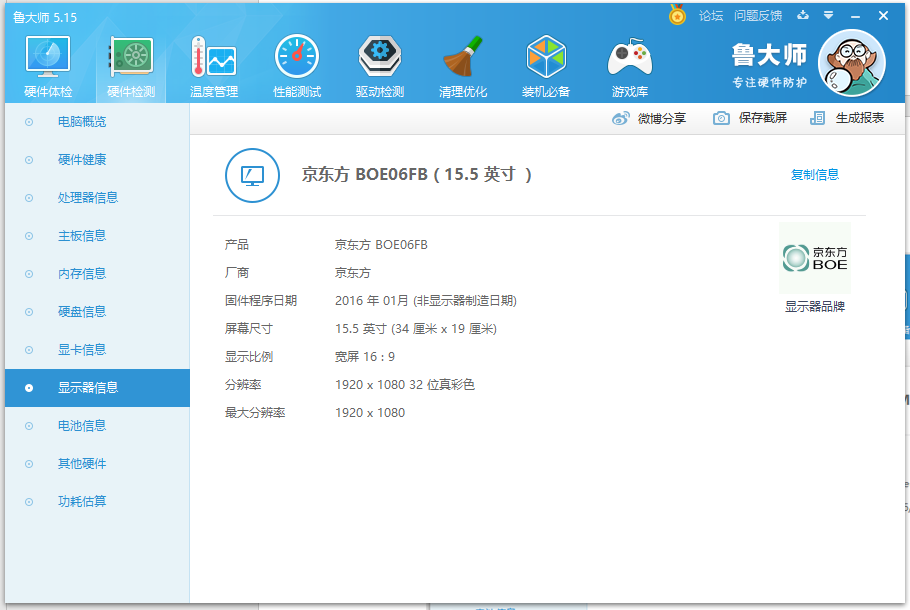 鲁大师 5.15
论坛 问题反馈
硬件体检 硬件检测 温度管理 性能测试 驱动检测 清理优化 装机必备 游戏库
鲁大师
专注硬件防护
微博分享 保存截屏 生成报表
电脑概览
硬件健康
处理器信息
主板信息
内存信息
硬盘信息
显卡信息
显示器信息
电池信息
其他硬件
功耗估算
京东方 BOE06FB ( 15.5 英寸 )
复制信息
产品 京东方 BOE06FB
厂商 京东方
固件程序日期 2016 年 01月 (非显示器制造日期)
屏幕尺寸 15.5 英寸 (34 厘米 x 19 厘米)
显示比例 宽屏 16 : 9
分辨率 1920 x 1080 32 位真彩色
最大分辨率 1920 x 1080
京东方
BOE
显示器品牌